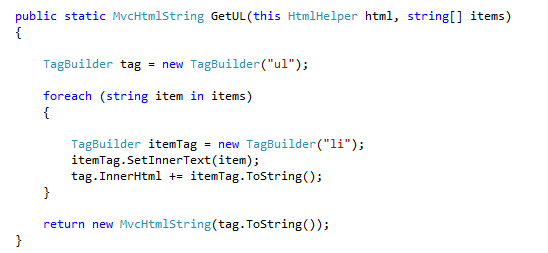 public static MvcHtmlString GetUL(this HtmlHelper html, string[] items)
{
TagBuilder tag = new TagBuilder("ul");
foreach (string item in items)
{
TagBuilder itemTag = new TagBuilder("li");
itemTag.SetInnerText(item);
tag.InnerHtml += itemTag.ToString();
}
return new MvcHtmlString(tag.ToString());
}